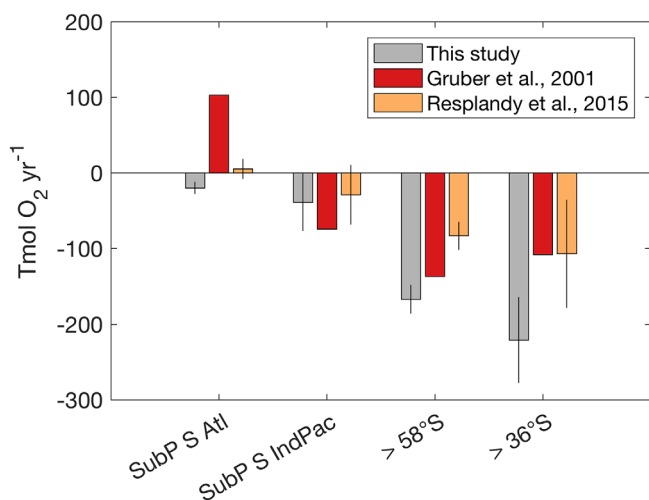 200
100
0
-100
-200
-300
Tmol O₂ yr⁻¹
This study
Gruber et al., 2001
Resplandy et al., 2015
SubP S Atl
SubP S IndPac
> 58°S
> 36°S